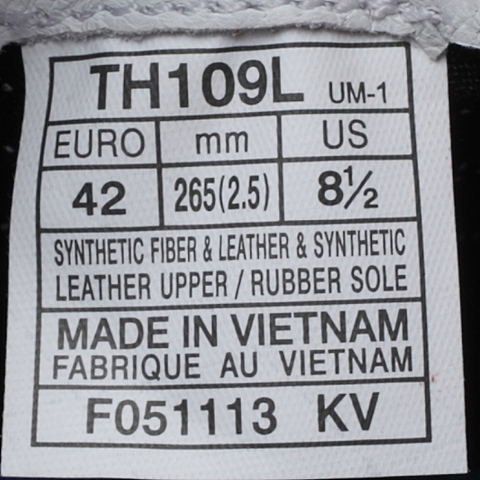 TH109L UM-1
EURO mm US
42 265(2.5) 8½
SYNTHETIC FIBER & LEATHER & SYNTHETIC
LEATHER UPPER / RUBBER SOLE
MADE IN VIETNAM
FABRIQUE AU VIETNAM
F051113 KV